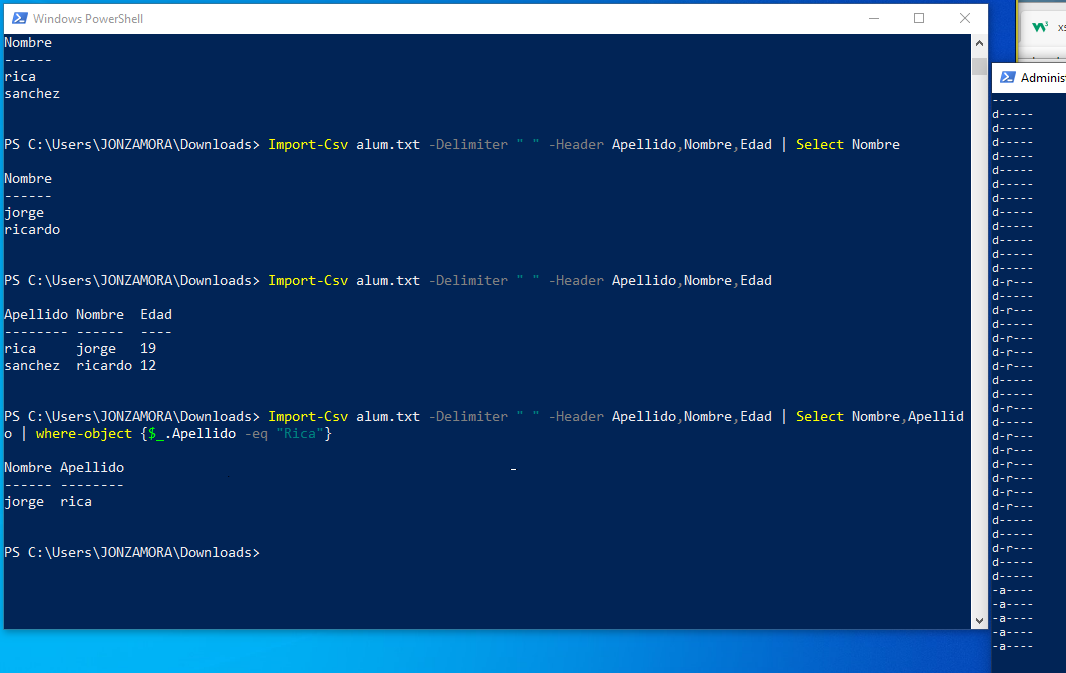 Windows PowerShell
Nombre
------
rica
sanchez
PS C:\Users\JONZAMORA\Downloads> Import-Csv alum.txt -Delimiter " " -Header Apellido,Nombre,Edad | Select Nombre
Nombre
------
jorge
ricardo
PS C:\Users\JONZAMORA\Downloads> Import-Csv alum.txt -Delimiter " " -Header Apellido,Nombre,Edad
Apellido Nombre  Edad
-------- ------  ----
rica     jorge   19
sanchez  ricardo 12
PS C:\Users\JONZAMORA\Downloads> Import-Csv alum.txt -Delimiter " " -Header Apellido,Nombre,Edad | Select Nombre,Apellid
o | where-object {$_.Apellido -eq "Rica"}
Nombre Apellido
------ --------
jorge  rica
PS C:\Users\JONZAMORA\Downloads>
xs
Adminis
----
d-----
d-----
d-----
d-----
d-----
d-----
d-----
d-----
d-----
d-----
d-----
d-----
d-r---
d-----
d-r---
d-----
d-r---
d-r---
d-r---
d-----
d-----
d-r---
d-----
d-r---
d-r---
d-r---
d-r---
d-r---
d-r---
d-----
d-----
d-r---
d-----
d-----
-a----
-a----
-a----
-a----
-a----